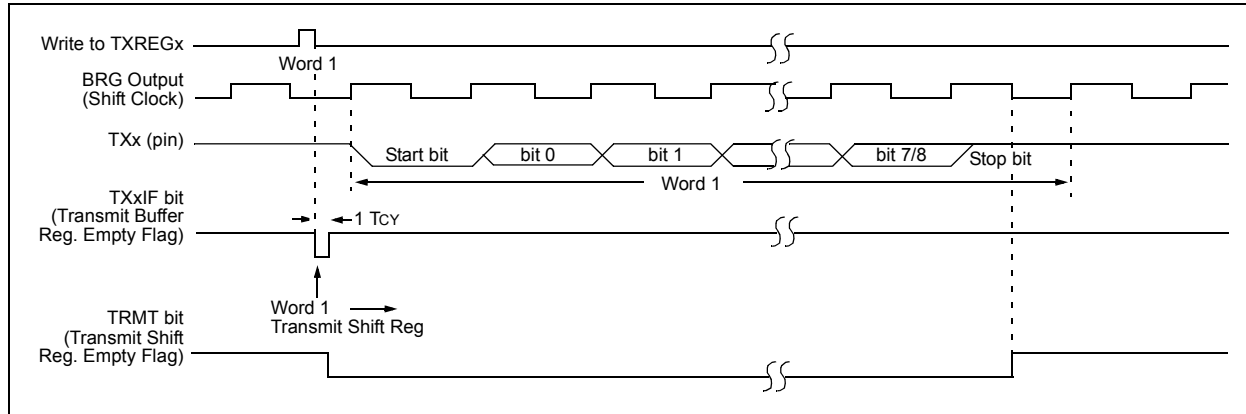 Write to TXREGx
Word 1
BRG Output
(Shift Clock)
TXx (pin)
Start bit
bit 0
bit 1
bit 7/8
Stop bit
Word 1
TXxIF bit
(Transmit Buffer
Reg. Empty Flag)
1 TCY
Word 1
Transmit Shift Reg
TRMT bit
(Transmit Shift
Reg. Empty Flag)